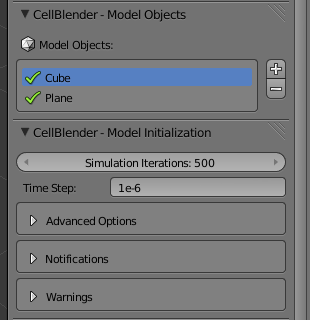 CellBlender - Model Objects
Model Objects:
Cube
Plane
CellBlender - Model Initialization
Simulation Iterations: 500
Time Step: 1e-6
Advanced Options
Notifications
Warnings